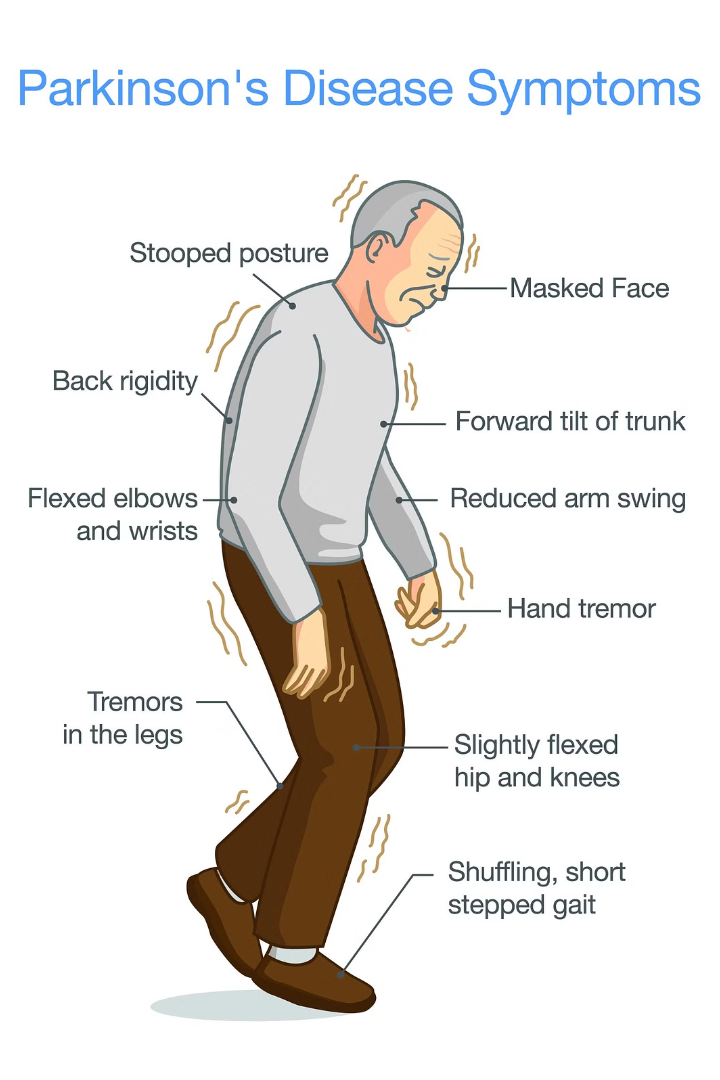 Parkinson's Disease Symptoms
Stooped posture
Masked Face
Back rigidity
Forward tilt of trunk
Flexed elbows
and wrists
Reduced arm swing
Hand tremor
Tremors
in the legs
Slightly flexed
hip and knees
Shuffling, short
stepped gait